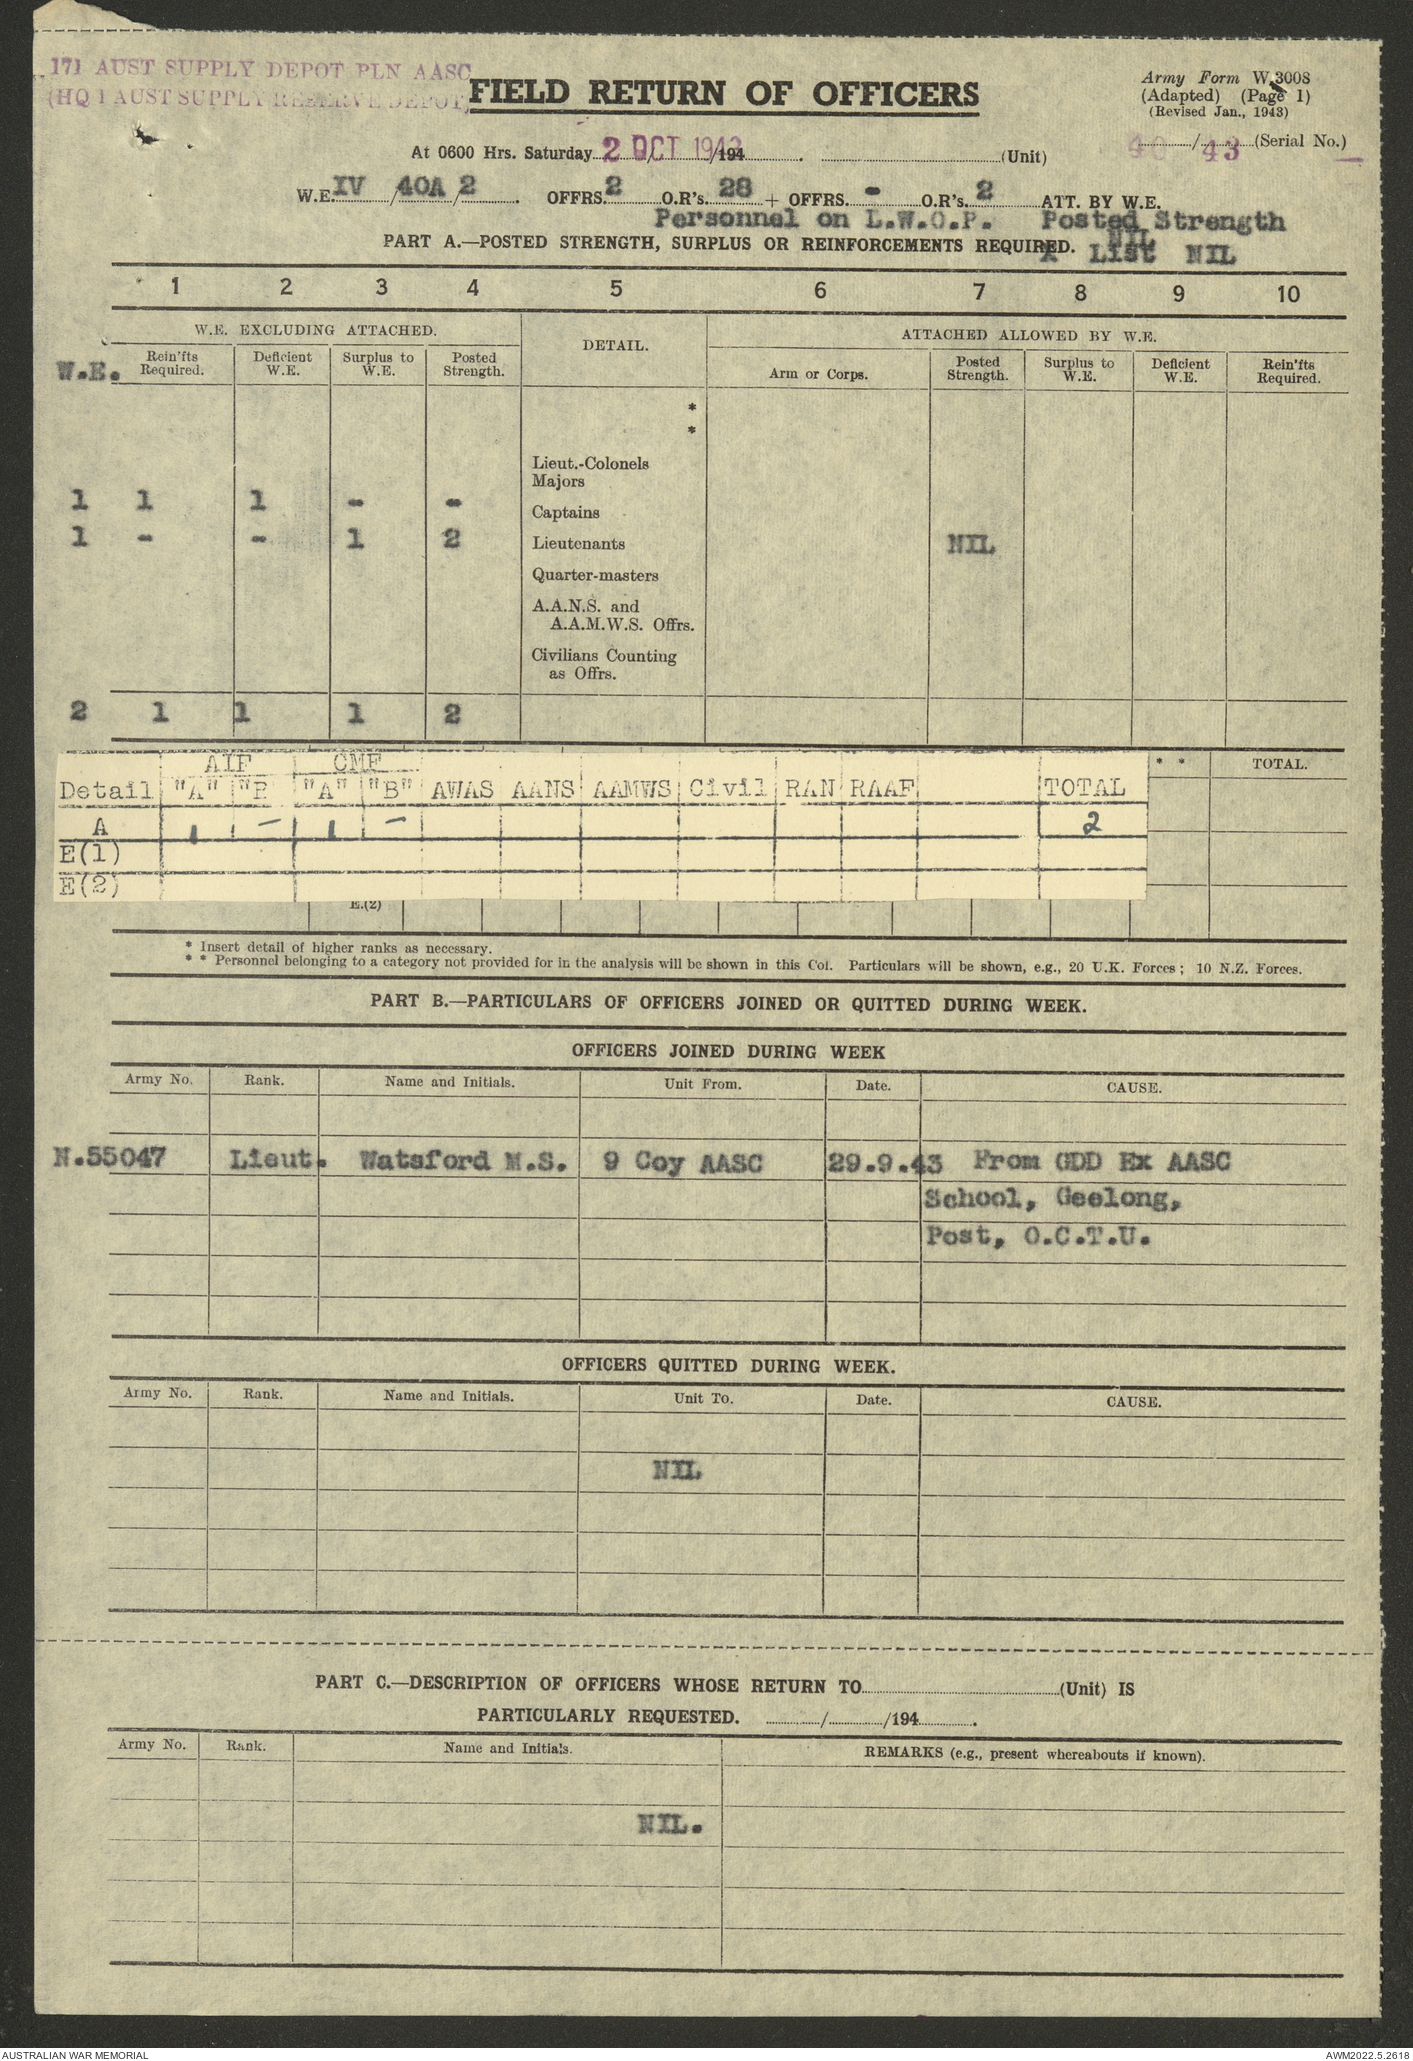 171 AUST SUPPLY DEPOT PLN AASC
(HQ 1 AUST SUPPLY RESERVE DEPOT)
FIELD RETURN OF OFFICERS
Army Form W.3008
(Adapted) (Page 1)
(Revised Jan., 1943)
At 0600 Hrs. Saturday 2 OCT 1943 /194 . (Unit)
40 / 43 (Serial No.)
W.E. IV / 40A / 2 . OFFRS. 2 O.R's. 28 + OFFRS. - O.R's. 2 ATT. BY W.E.
Personnel on L.W.O.P. Posted Strength
NIL
PART A.—POSTED STRENGTH, SURPLUS OR REINFORCEMENTS REQUIRED.
X List NIL
1 2 3 4 5 6 7 8 9 10
W.E. EXCLUDING ATTACHED. DETAIL. ATTACHED ALLOWED BY W.E.
W.E. Rein'fts Required. Deficient W.E. Surplus to W.E. Posted Strength. Arm or Corps. Posted Strength. Surplus to W.E. Deficient W.E. Rein'fts Required.
*
*
Lieut.-Colonels
Majors
1 1 1 - - Captains
1 - - 1 2 Lieutenants NIL
Quarter-masters
A.A.N.S. and
A.A.M.W.S. Offrs.
Civilians Counting
as Offrs.
2 1 1 1 2
AIF CMF
Detail "A" "B "A" "B" AWAS AANS AAMWS Civil RAN RAAF TOTAL * * TOTAL.
A 1 - 1 - 2
E(1)
E(2)
E.(2)
* Insert detail of higher ranks as necessary.
* * Personnel belonging to a category not provided for in the analysis will be shown in this Col. Particulars will be shown, e.g., 20 U.K. Forces; 10 N.Z. Forces.
PART B.—PARTICULARS OF OFFICERS JOINED OR QUITTED DURING WEEK.
OFFICERS JOINED DURING WEEK
Army No. Rank. Name and Initials. Unit From. Date. CAUSE.
N.55047 Lieut. Watsford M.S. 9 Coy AASC 29.9.43 From GDD Ex AASC
School, Geelong,
Post, O.C.T.U.
OFFICERS QUITTED DURING WEEK.
Army No. Rank. Name and Initials. Unit To. Date. CAUSE.
NIL
PART C.—DESCRIPTION OF OFFICERS WHOSE RETURN TO (Unit) IS
PARTICULARLY REQUESTED. / /194 .
Army No. Rank. Name and Initials. REMARKS (e.g., present whereabouts if known).
NIL.
AUSTRALIAN WAR MEMORIAL AWM2022.5.2618